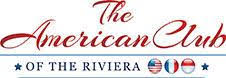 The
American Club
OF THE RIVIERA